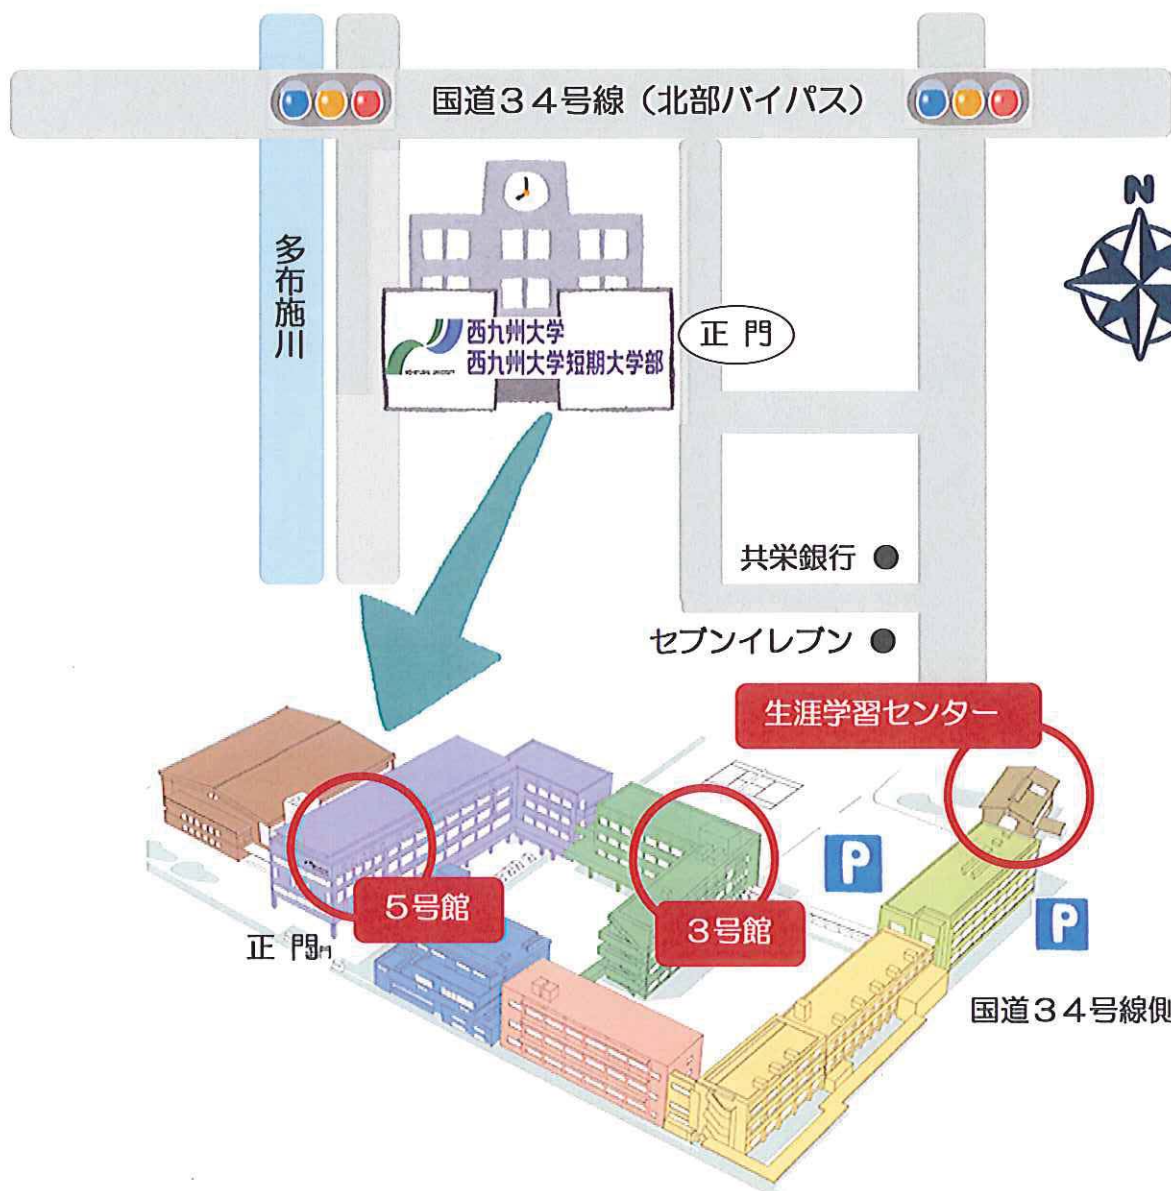 国道34号線（北部バイパス）
N
多布施川
西九州大学
西九州大学短期大学部
正門
共栄銀行
セブンイレブン
生涯学習センター
P
5号館
3号館
P
正門
国道34号線側